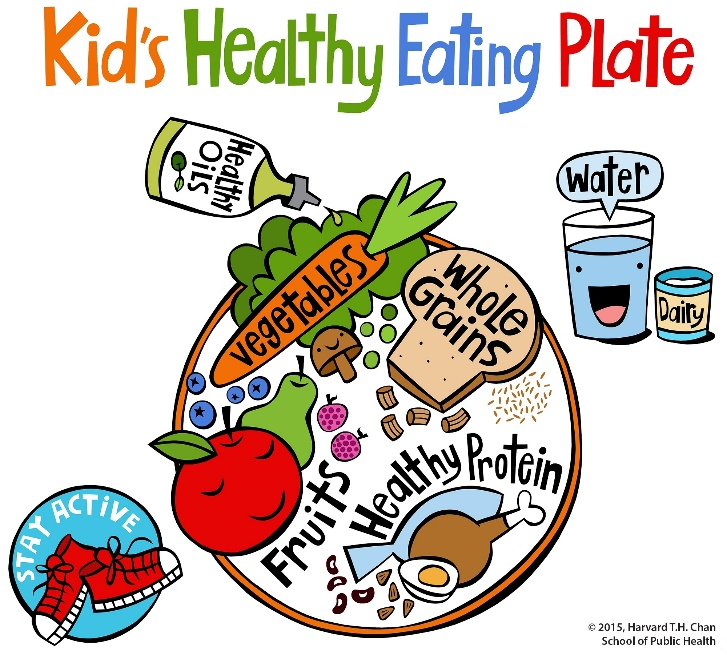 Kid's Healthy Eating Plate
Healthy
Oils
Water
Vegetables
Whole
Grains
Dairy
Healthy Protein
Fruits
STAY ACTIVE
© 2015, Harvard T.H. Chan
School of Public Health